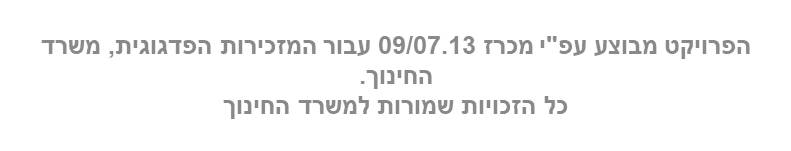 הפרויקט מבוצע עפ"י מכרז 09/07.13 עבור המזכירות הפדגוגית, משרד
החינוך.
כל הזכויות שמורות למשרד החינוך